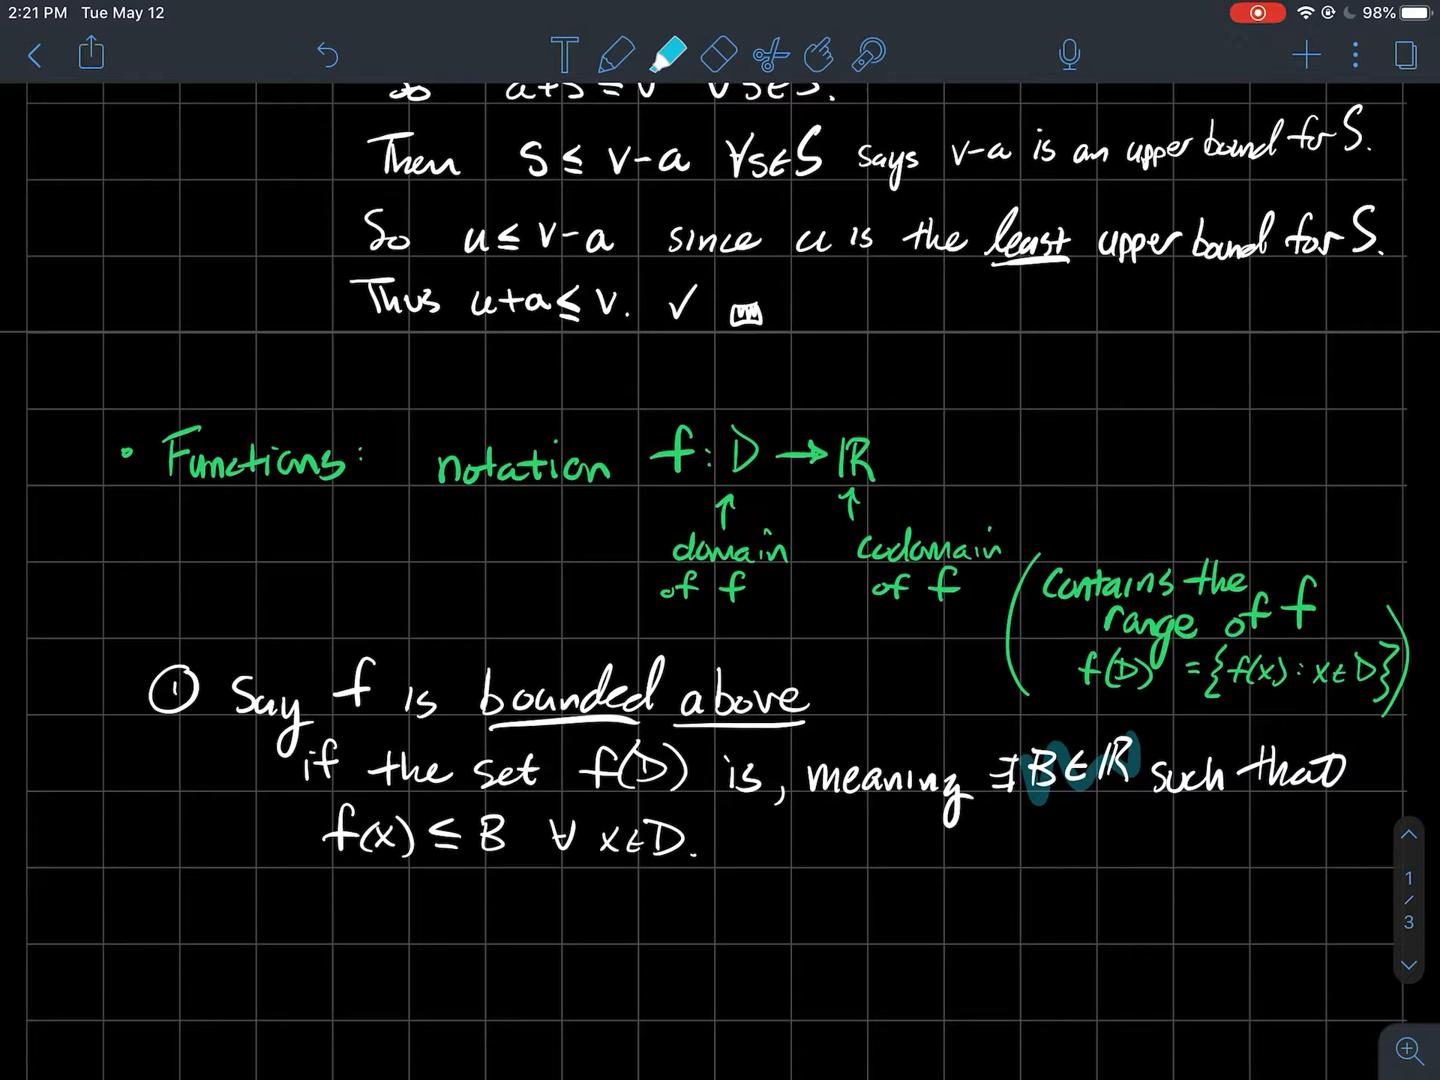 2:21 PM Tue May 12
98%
So a+s ≤ v ∀s∈S.
Then s ≤ v-a ∀s∈S says v-a is an upper bound for S.
So u ≤ v-a since u is the least upper bound for S.
Thus u+a ≤ v. ✓
• Functions: notation f: D → ℝ
↑ ↑
domain codomain
of f of f
(contains the
range of f
f(D) = {f(x) : x∈D})
① Say f is bounded above
if the set f(D) is, meaning ∃ B∈ℝ such that
f(x) ≤ B ∀ x∈D.
1
/
3